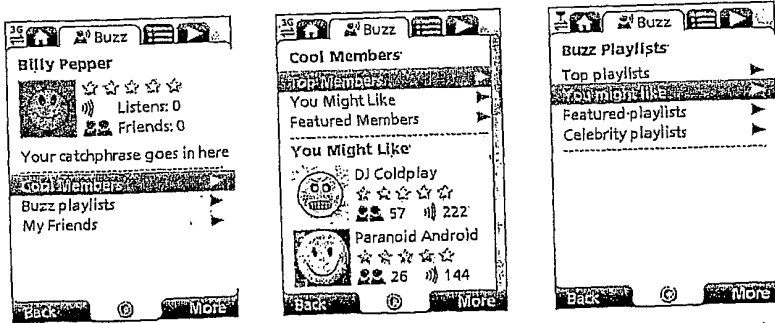 3G
Buzz
Billy Pepper
Listens: 0
Friends: 0
Your catchphrase goes in here
Cool Members
Buzz playlists
My Friends
Back
More
3G
Buzz
Cool Members
Top Members
You Might Like
Featured Members
You Might Like
DJ Coldplay
57 222
Paranoid Android
26 144
Back
More
Buzz
Buzz Playlists
Top playlists
You might like
Featured playlists
Celebrity playlists
Back
More